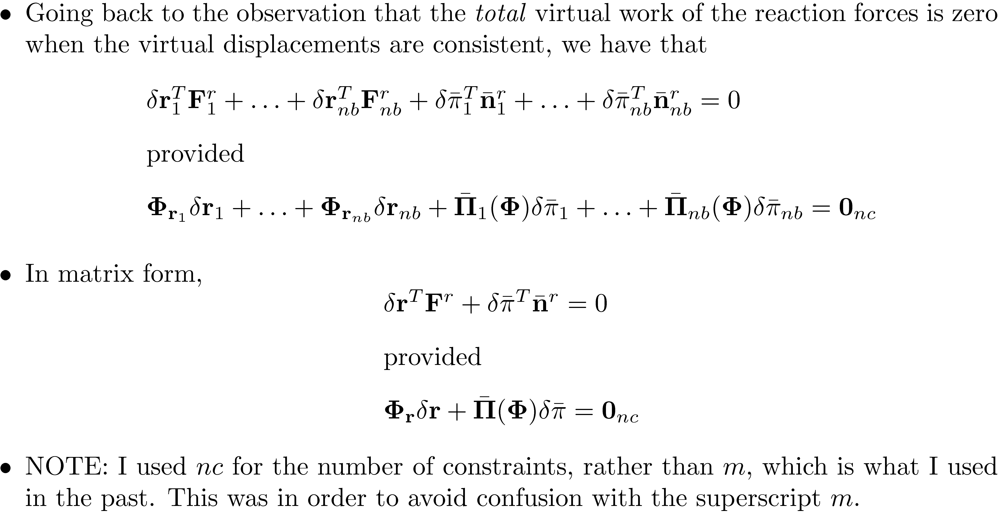 • Going back to the observation that the total virtual work of the reaction forces is zero
when the virtual displacements are consistent, we have that
$\delta\mathbf{r}_1^T\mathbf{F}_1^r + \ldots + \delta\mathbf{r}_{nb}^T\mathbf{F}_{nb}^r + \delta\bar{\pi}_1^T\bar{\mathbf{n}}_1^r + \ldots + \delta\bar{\pi}_{nb}^T\bar{\mathbf{n}}_{nb}^r = 0$
provided
$\mathbf{\Phi}_{\mathbf{r}_1}\delta\mathbf{r}_1 + \ldots + \mathbf{\Phi}_{\mathbf{r}_{nb}}\delta\mathbf{r}_{nb} + \bar{\mathbf{\Pi}}_1(\mathbf{\Phi})\delta\bar{\pi}_1 + \ldots + \bar{\mathbf{\Pi}}_{nb}(\mathbf{\Phi})\delta\bar{\pi}_{nb} = \mathbf{0}_{nc}$
• In matrix form,
$\delta\mathbf{r}^T\mathbf{F}^r + \delta\bar{\pi}^T\bar{\mathbf{n}}^r = 0$
provided
$\mathbf{\Phi}_{\mathbf{r}}\delta\mathbf{r} + \bar{\mathbf{\Pi}}(\mathbf{\Phi})\delta\bar{\pi} = \mathbf{0}_{nc}$
• NOTE: I used nc for the number of constraints, rather than m, which is what I used
in the past. This was in order to avoid confusion with the superscript m.